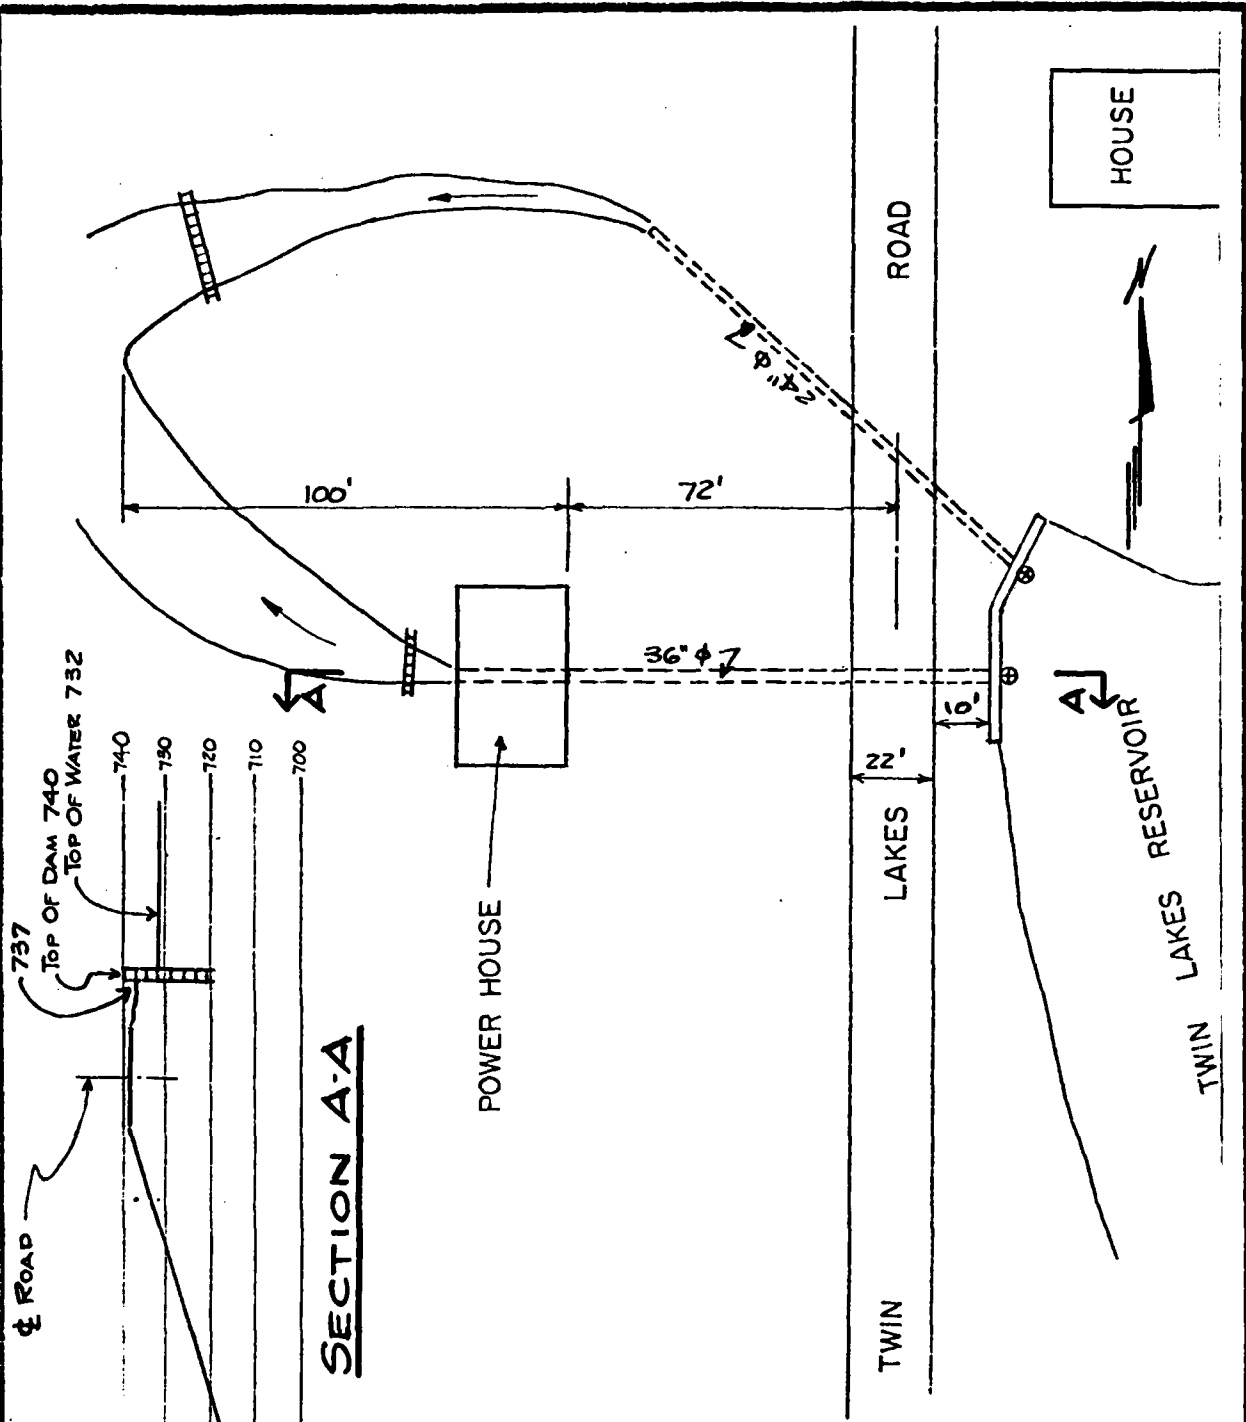 HOUSE
ROAD
24" φ
100'
72'
36" φ
10'
22'
A
A
TWIN LAKES RESERVOIR
LAKES
TWIN
POWER HOUSE
N
737
TOP OF DAM 740
TOP OF WATER 732
740
730
720
710
700
℄ ROAD
SECTION A-A